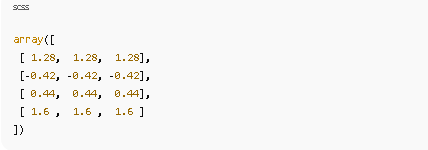 scss
array([
[ 1.28, 1.28, 1.28],
[-0.42, -0.42, -0.42],
[ 0.44, 0.44, 0.44],
[ 1.6 , 1.6 , 1.6 ]
])